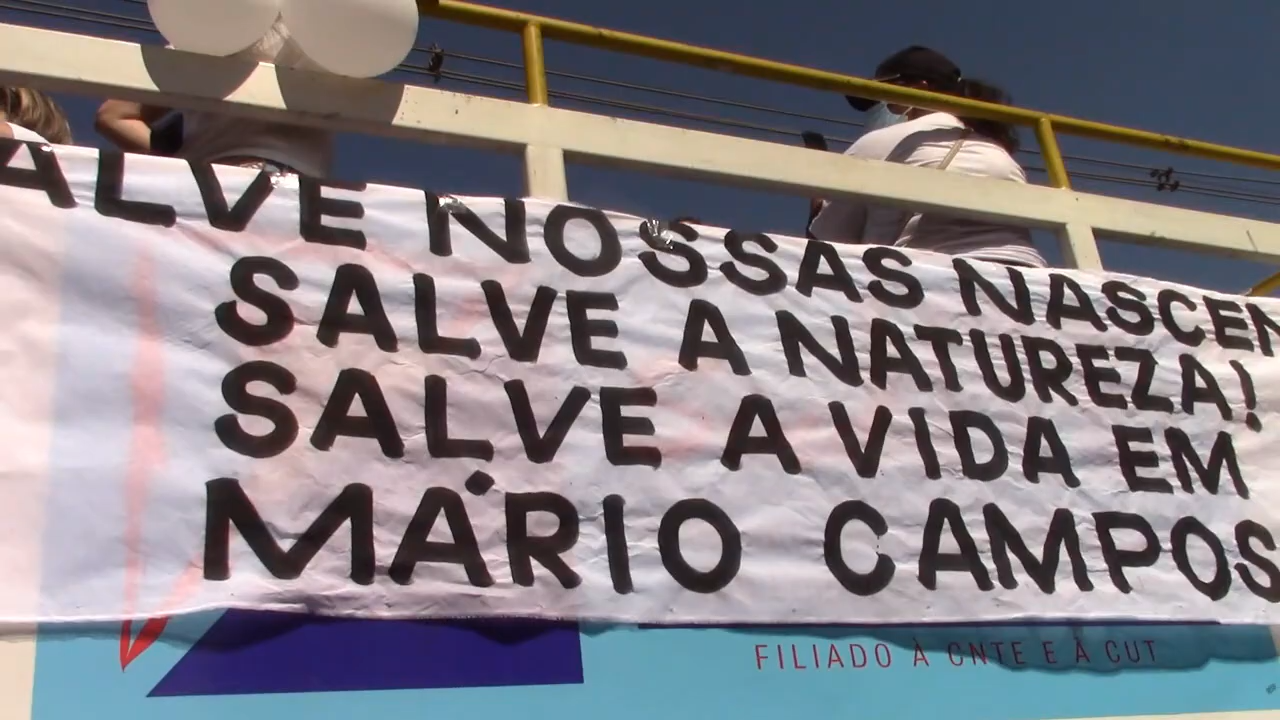 ALVE NOSSAS NASCEN
SALVE A NATUREZA!
SALVE A VIDA EM
MÁRIO CAMPOS
FILIADO À CNTE E À CUT